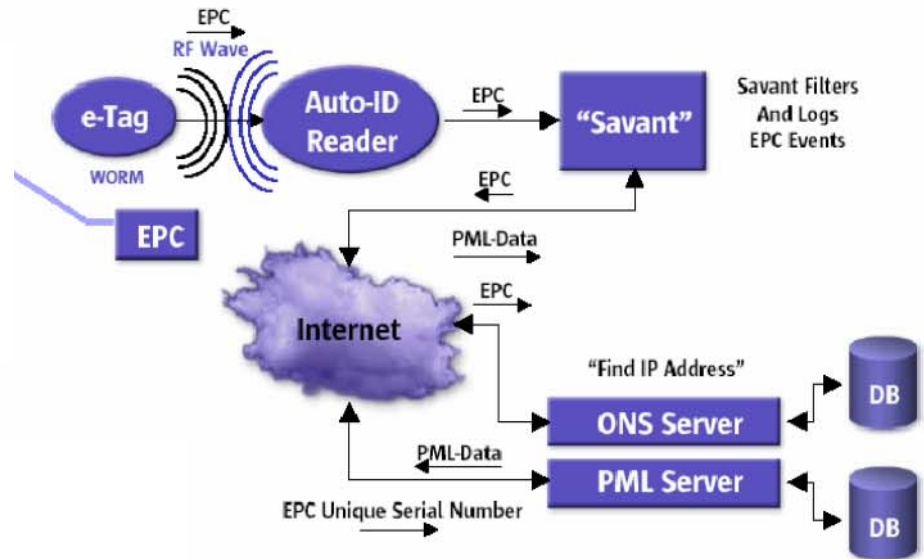 EPC
RF Wave
e-Tag
Auto-ID
Reader
EPC
“Savant”
Savant Filters
And Logs
EPC Events
WORM
EPC
EPC
PML-Data
EPC
Internet
“Find IP Address”
DB
ONS Server
PML-Data
PML Server
EPC Unique Serial Number
DB